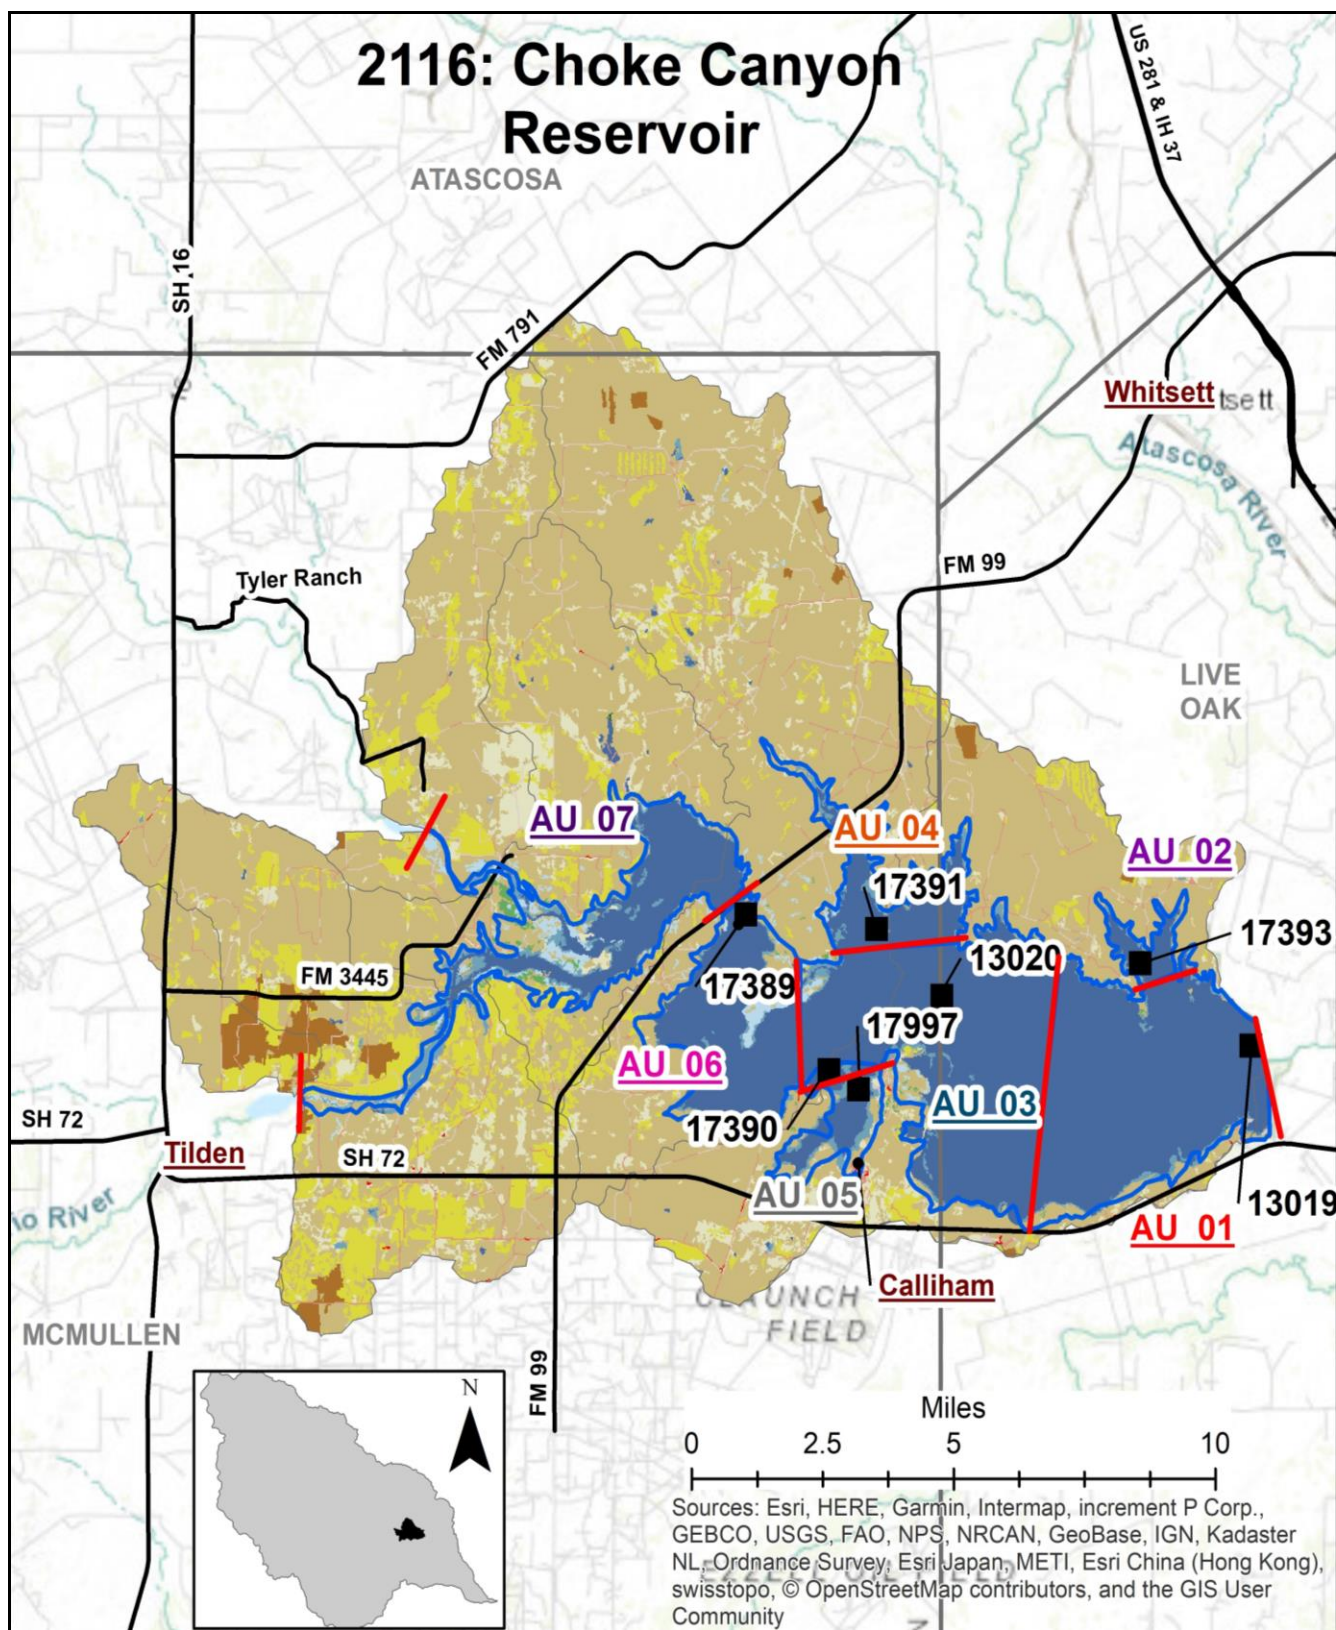 2116: Choke Canyon
Reservoir
ATASCOSA
US 281 & IH 37
SH 16
FM 791
Whitsett
tsett
Atascosa River
Tyler Ranch
FM 99
LIVE
OAK
AU_07
AU_04
AU_02
17391
17393
13020
17389
FM 3445
17997
AU_06
AU_03
17390
SH 72
Tilden
SH 72
AU_05
13019
AU_01
Calliham
FIELD
MCMULLEN
FM 99
N
Miles
0 2.5 5 10
Sources: Esri, HERE, Garmin, Intermap, increment P Corp.,
GEBCO, USGS, FAO, NPS, NRCAN, GeoBase, IGN, Kadaster
NL, Ordnance Survey, Esri Japan, METI, Esri China (Hong Kong),
swisstopo, © OpenStreetMap contributors, and the GIS User
Community